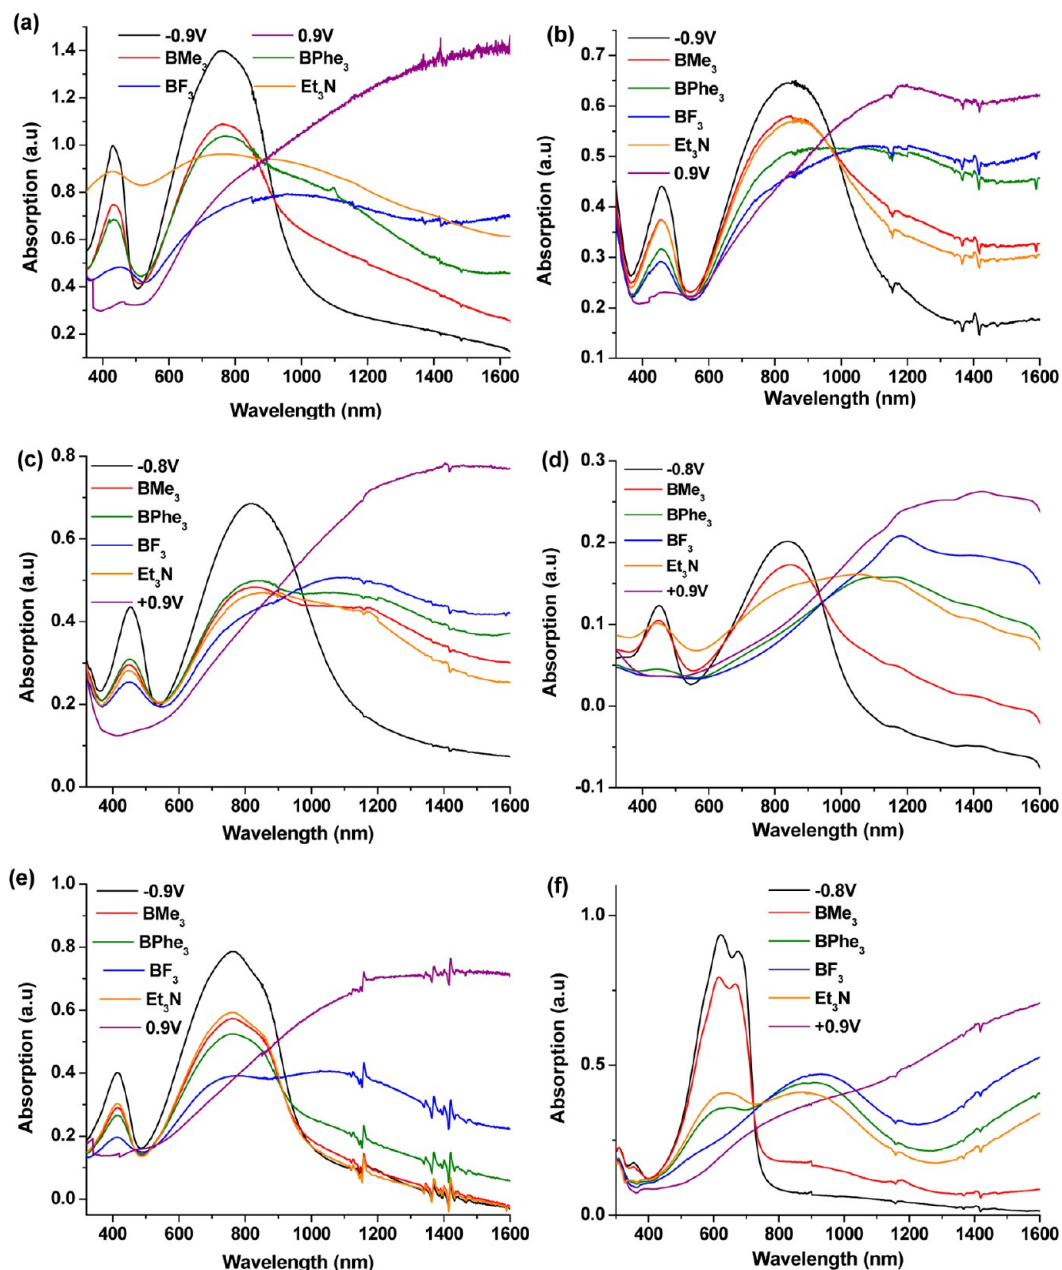 (a)
-0.9V 0.9V
BMe3 BPhe3
BF3 Et3N
1.4
1.2
1.0
0.8
0.6
0.4
0.2
Absorption (a.u)
400 600 800 1000 1200 1400 1600
Wavelength (nm)
(b)
-0.9V
BMe3
BPhe3
BF3
Et3N
0.9V
0.7
0.6
0.5
0.4
0.3
0.2
0.1
Absorption (a.u)
400 600 800 1000 1200 1400 1600
Wavelength (nm)
(c)
-0.8V
BMe3
BPhe3
BF3
Et3N
+0.9V
0.8
0.6
0.4
0.2
0.0
Absorption (a.u)
400 600 800 1000 1200 1400 1600
Wavelength (nm)
(d)
-0.8V
BMe3
BPhe3
BF3
Et3N
+0.9V
0.3
0.2
0.1
0.0
-0.1
Absorption (a.u)
400 600 800 1000 1200 1400 1600
Wavelength (nm)
(e)
-0.9V
BMe3
BPhe3
BF3
Et3N
0.9V
1.0
0.8
0.6
0.4
0.2
0.0
Absorption (a.u)
400 600 800 1000 1200 1400 1600
Wavelength (nm)
(f)
-0.8V
BMe3
BPhe3
BF3
Et3N
+0.9V
1.0
0.5
0.0
Absorption (a.u)
400 600 800 1000 1200 1400 1600
Wavelength (nm)